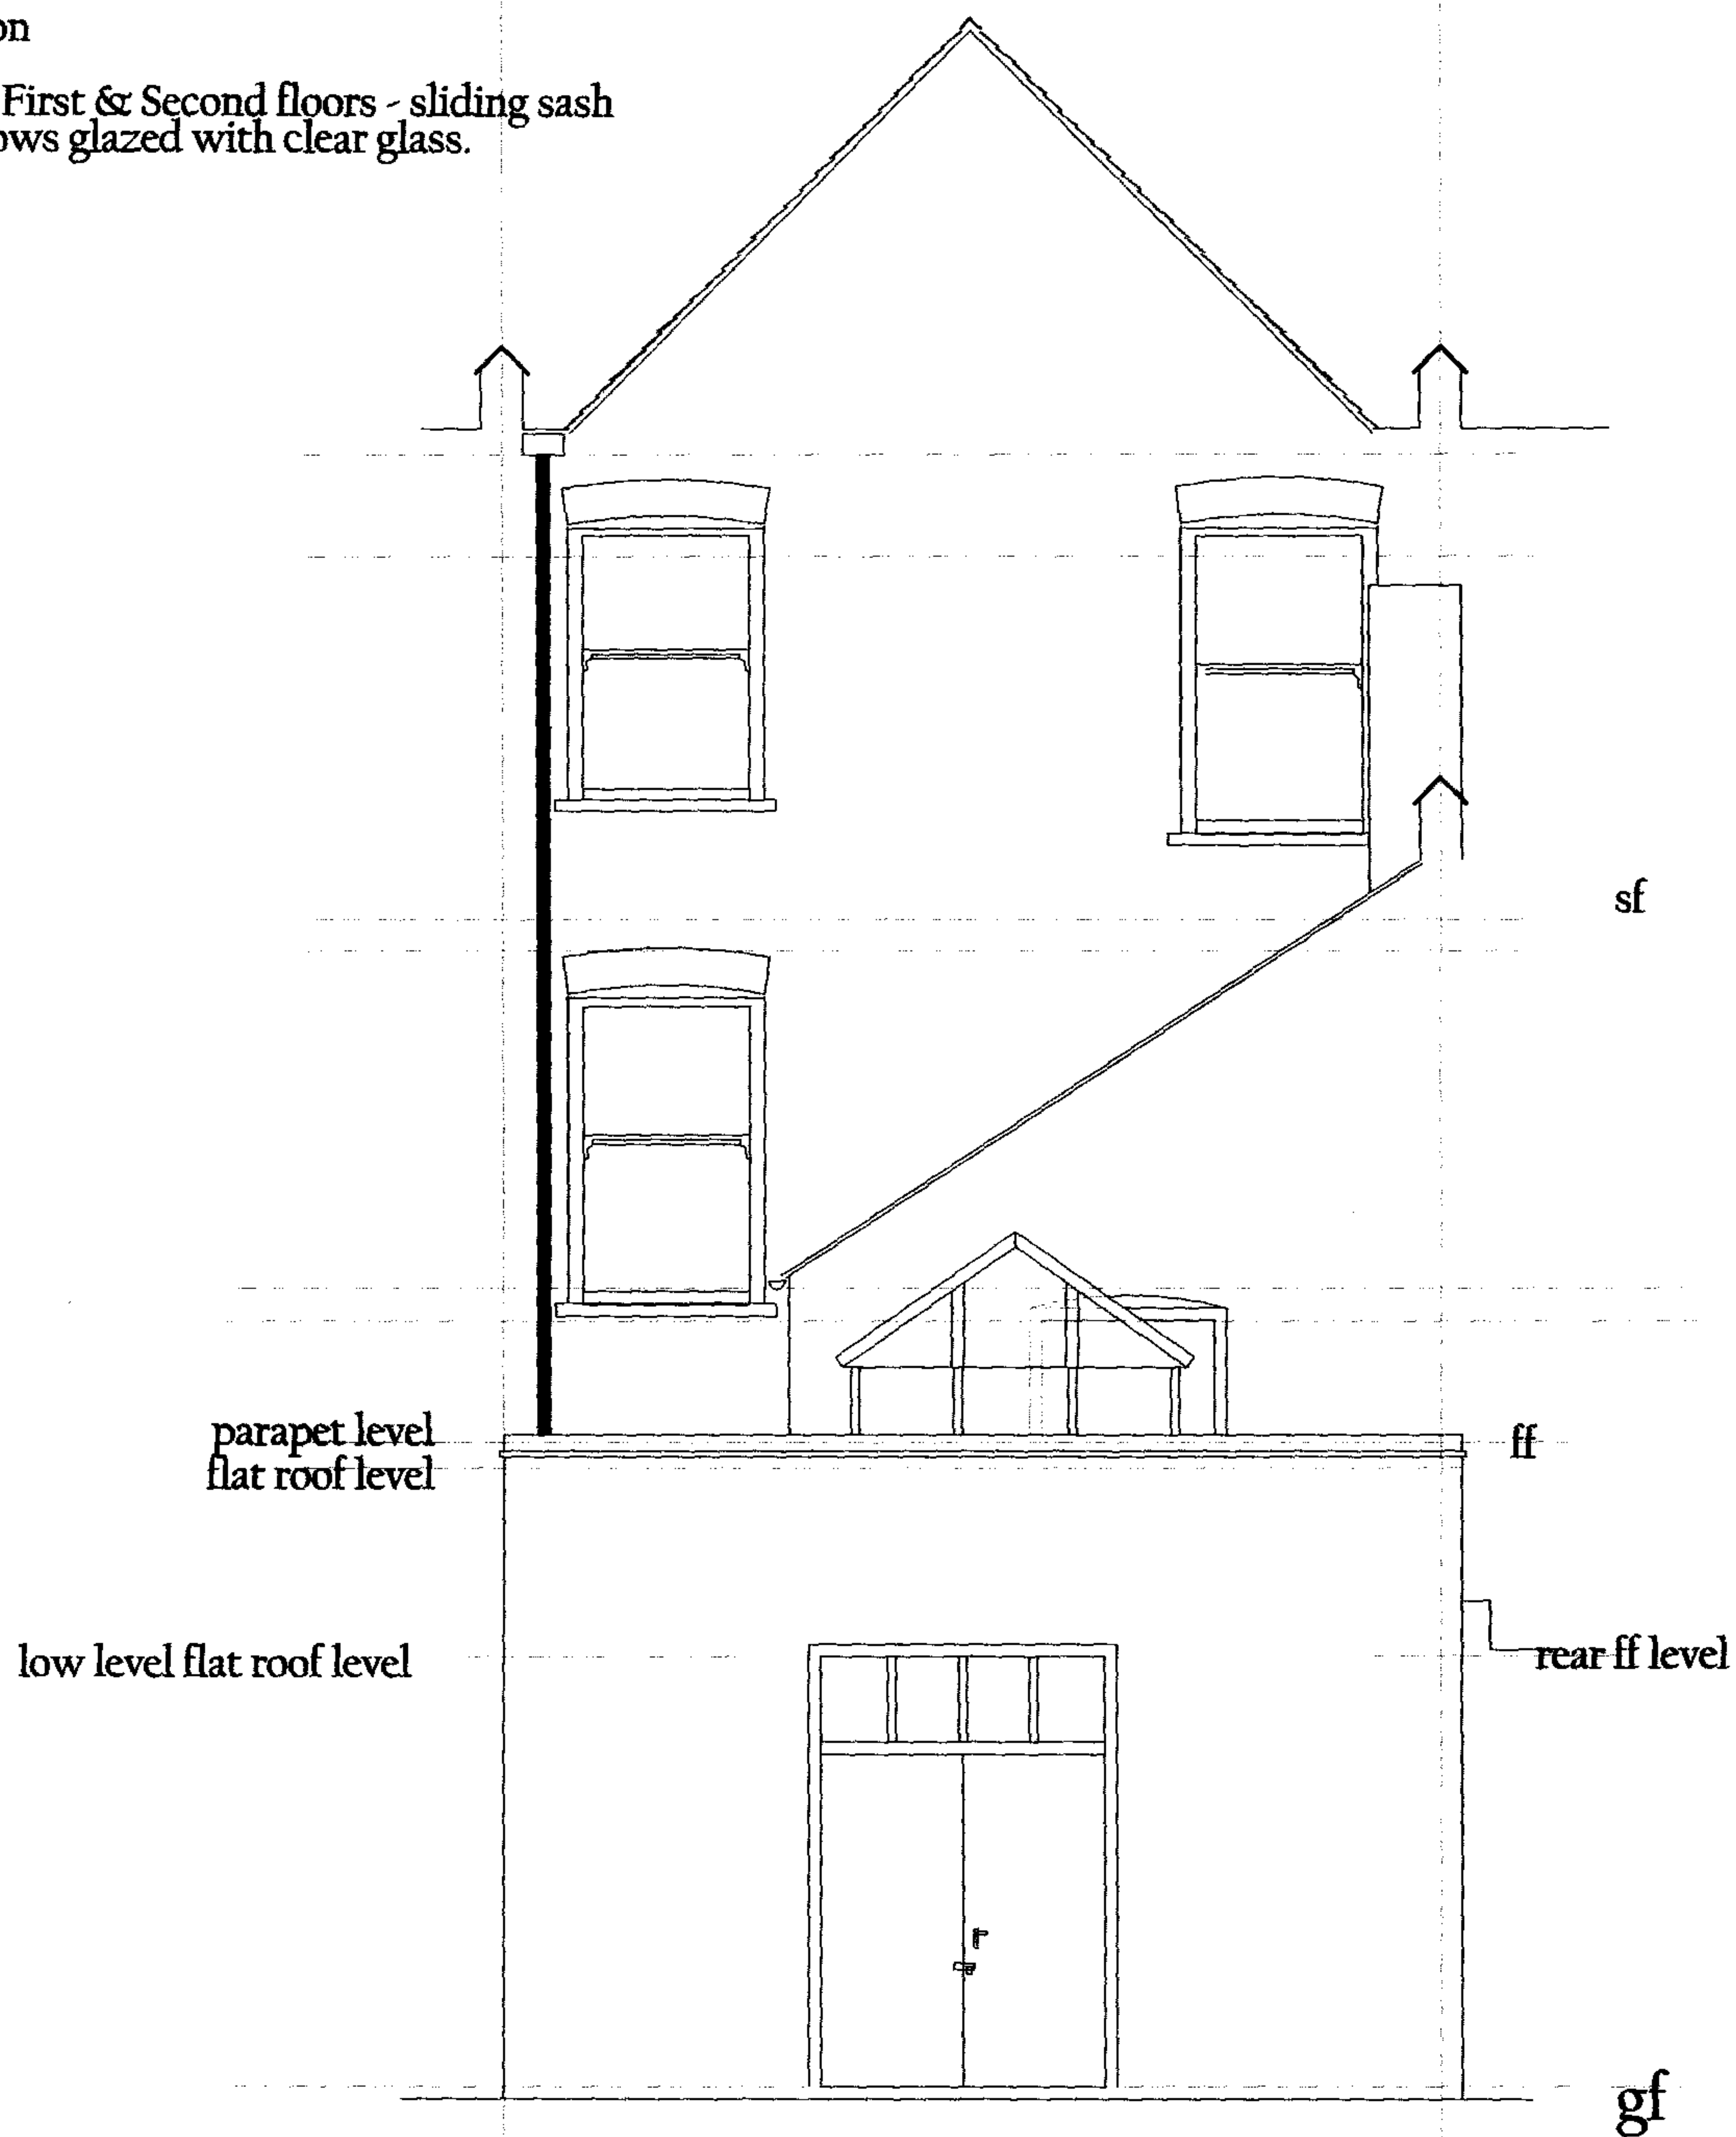 on
First & Second floors - sliding sash
ows glazed with clear glass.
sf
parapet level
ff
flat roof level
low level flat roof level
rear ff level
gf